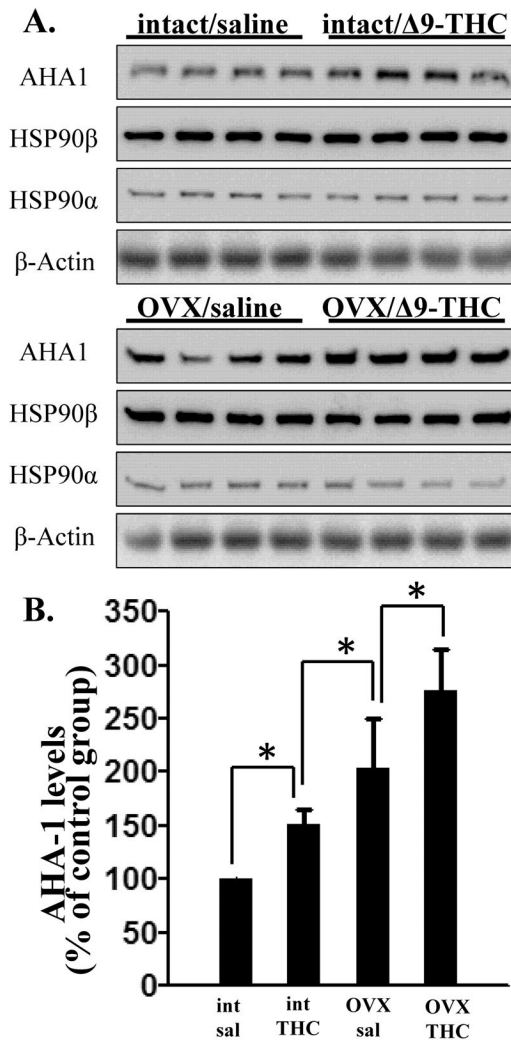 A. intact/saline intact/Δ9-THC
AHA1
HSP90β
HSP90α
β-Actin
OVX/saline OVX/Δ9-THC
AHA1
HSP90β
HSP90α
β-Actin
B.
AHA-1 levels
(% of control group)
350
300
250
200
150
100
50
0
*
*
*
int sal
int THC
OVX sal
OVX THC